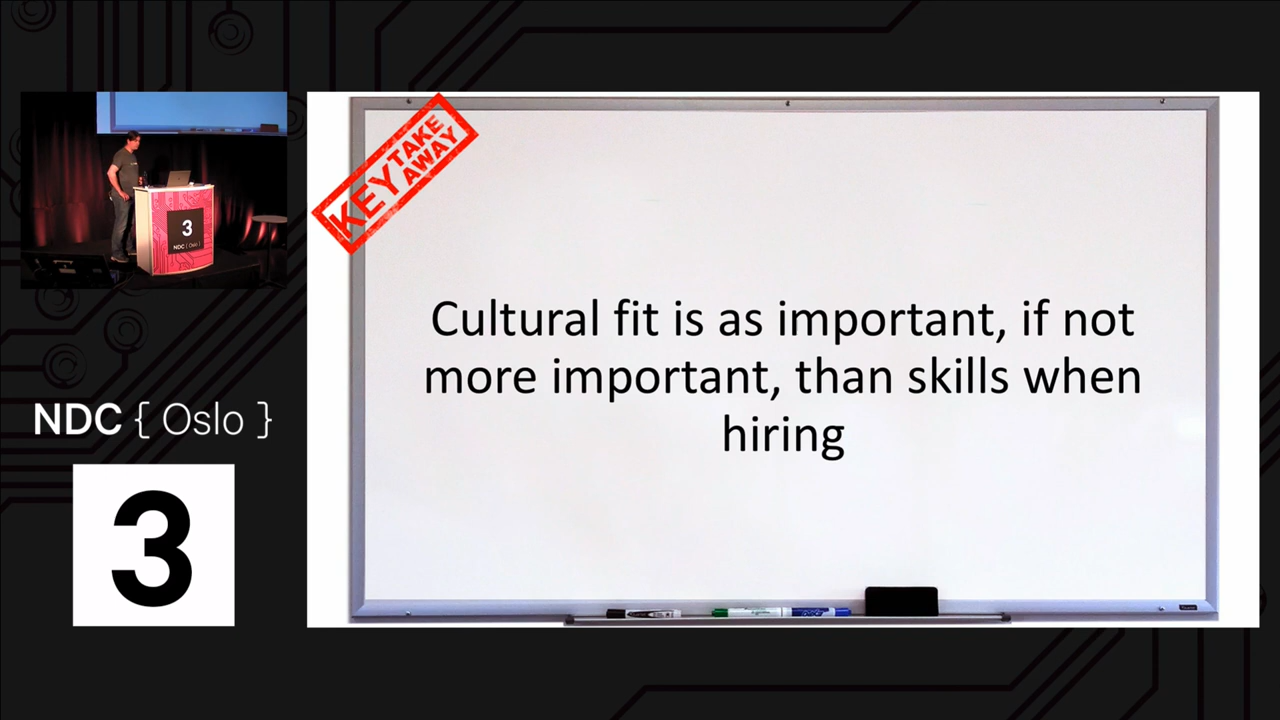 KEY TAKE AWAY
Cultural fit is as important, if not
more important, than skills when
hiring
3
NDC { Oslo }
NDC { Oslo }
3